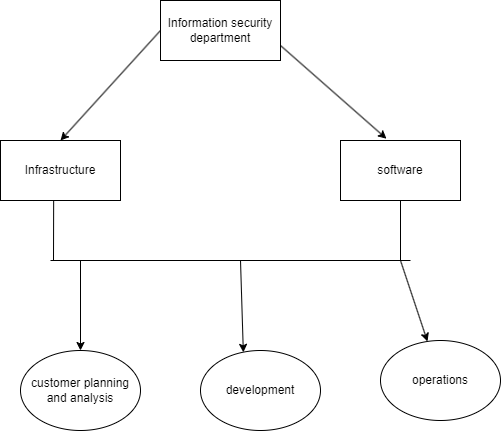 Information security
department
Infrastructure
software
customer planning
and analysis
development
operations